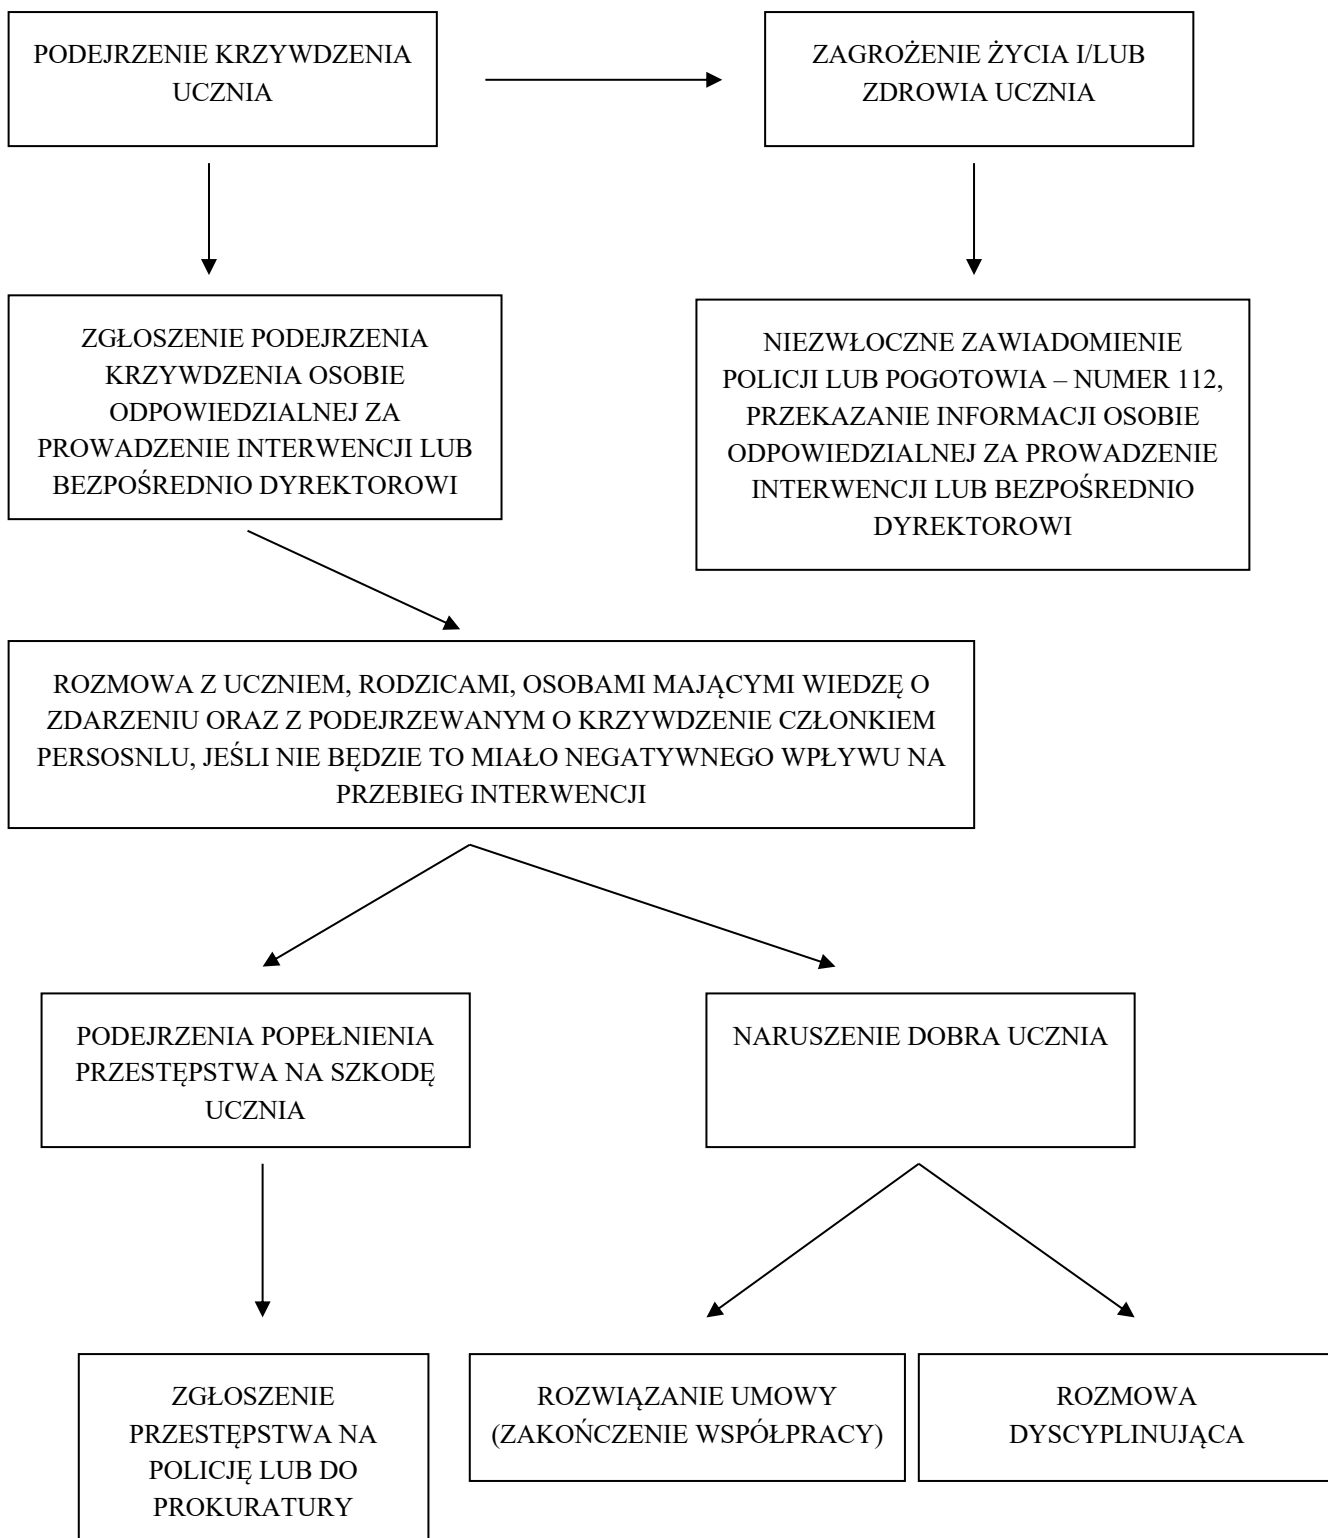 PODEJRZENIE KRZYWDZENIA
UCZNIA
ZAGROŻENIE ŻYCIA I/LUB
ZDROWIA UCZNIA
ZGŁOSZENIE PODEJRZENIA
KRZYWDZENIA OSOBIE
ODPOWIEDZIALNEJ ZA
PROWADZENIE INTERWENCJI LUB
BEZPOŚREDNIO DYREKTOROWI
NIEZWŁOCZNE ZAWIADOMIENIE
POLICJI LUB POGOTOWIA – NUMER 112,
PRZEKAZANIE INFORMACJI OSOBIE
ODPOWIEDZIALNEJ ZA PROWADZENIE
INTERWENCJI LUB BEZPOŚREDNIO
DYREKTOROWI
ROZMOWA Z UCZNIEM, RODZICAMI, OSOBAMI MAJĄCYMI WIEDZĘ O
ZDARZENIU ORAZ Z PODEJRZEWANYM O KRZYWDZENIE CZŁONKIEM
PERSOSNLU, JEŚLI NIE BĘDZIE TO MIAŁO NEGATYWNEGO WPŁYWU NA
PRZEBIEG INTERWENCJI
PODEJRZENIA POPEŁNIENIA
PRZESTĘPSTWA NA SZKODĘ
UCZNIA
NARUSZENIE DOBRA UCZNIA
ZGŁOSZENIE
PRZESTĘPSTWA NA
POLICJĘ LUB DO
PROKURATURY
ROZWIĄZANIE UMOWY
(ZAKOŃCZENIE WSPÓŁPRACY)
ROZMOWA
DYSCYPLINUJĄCA